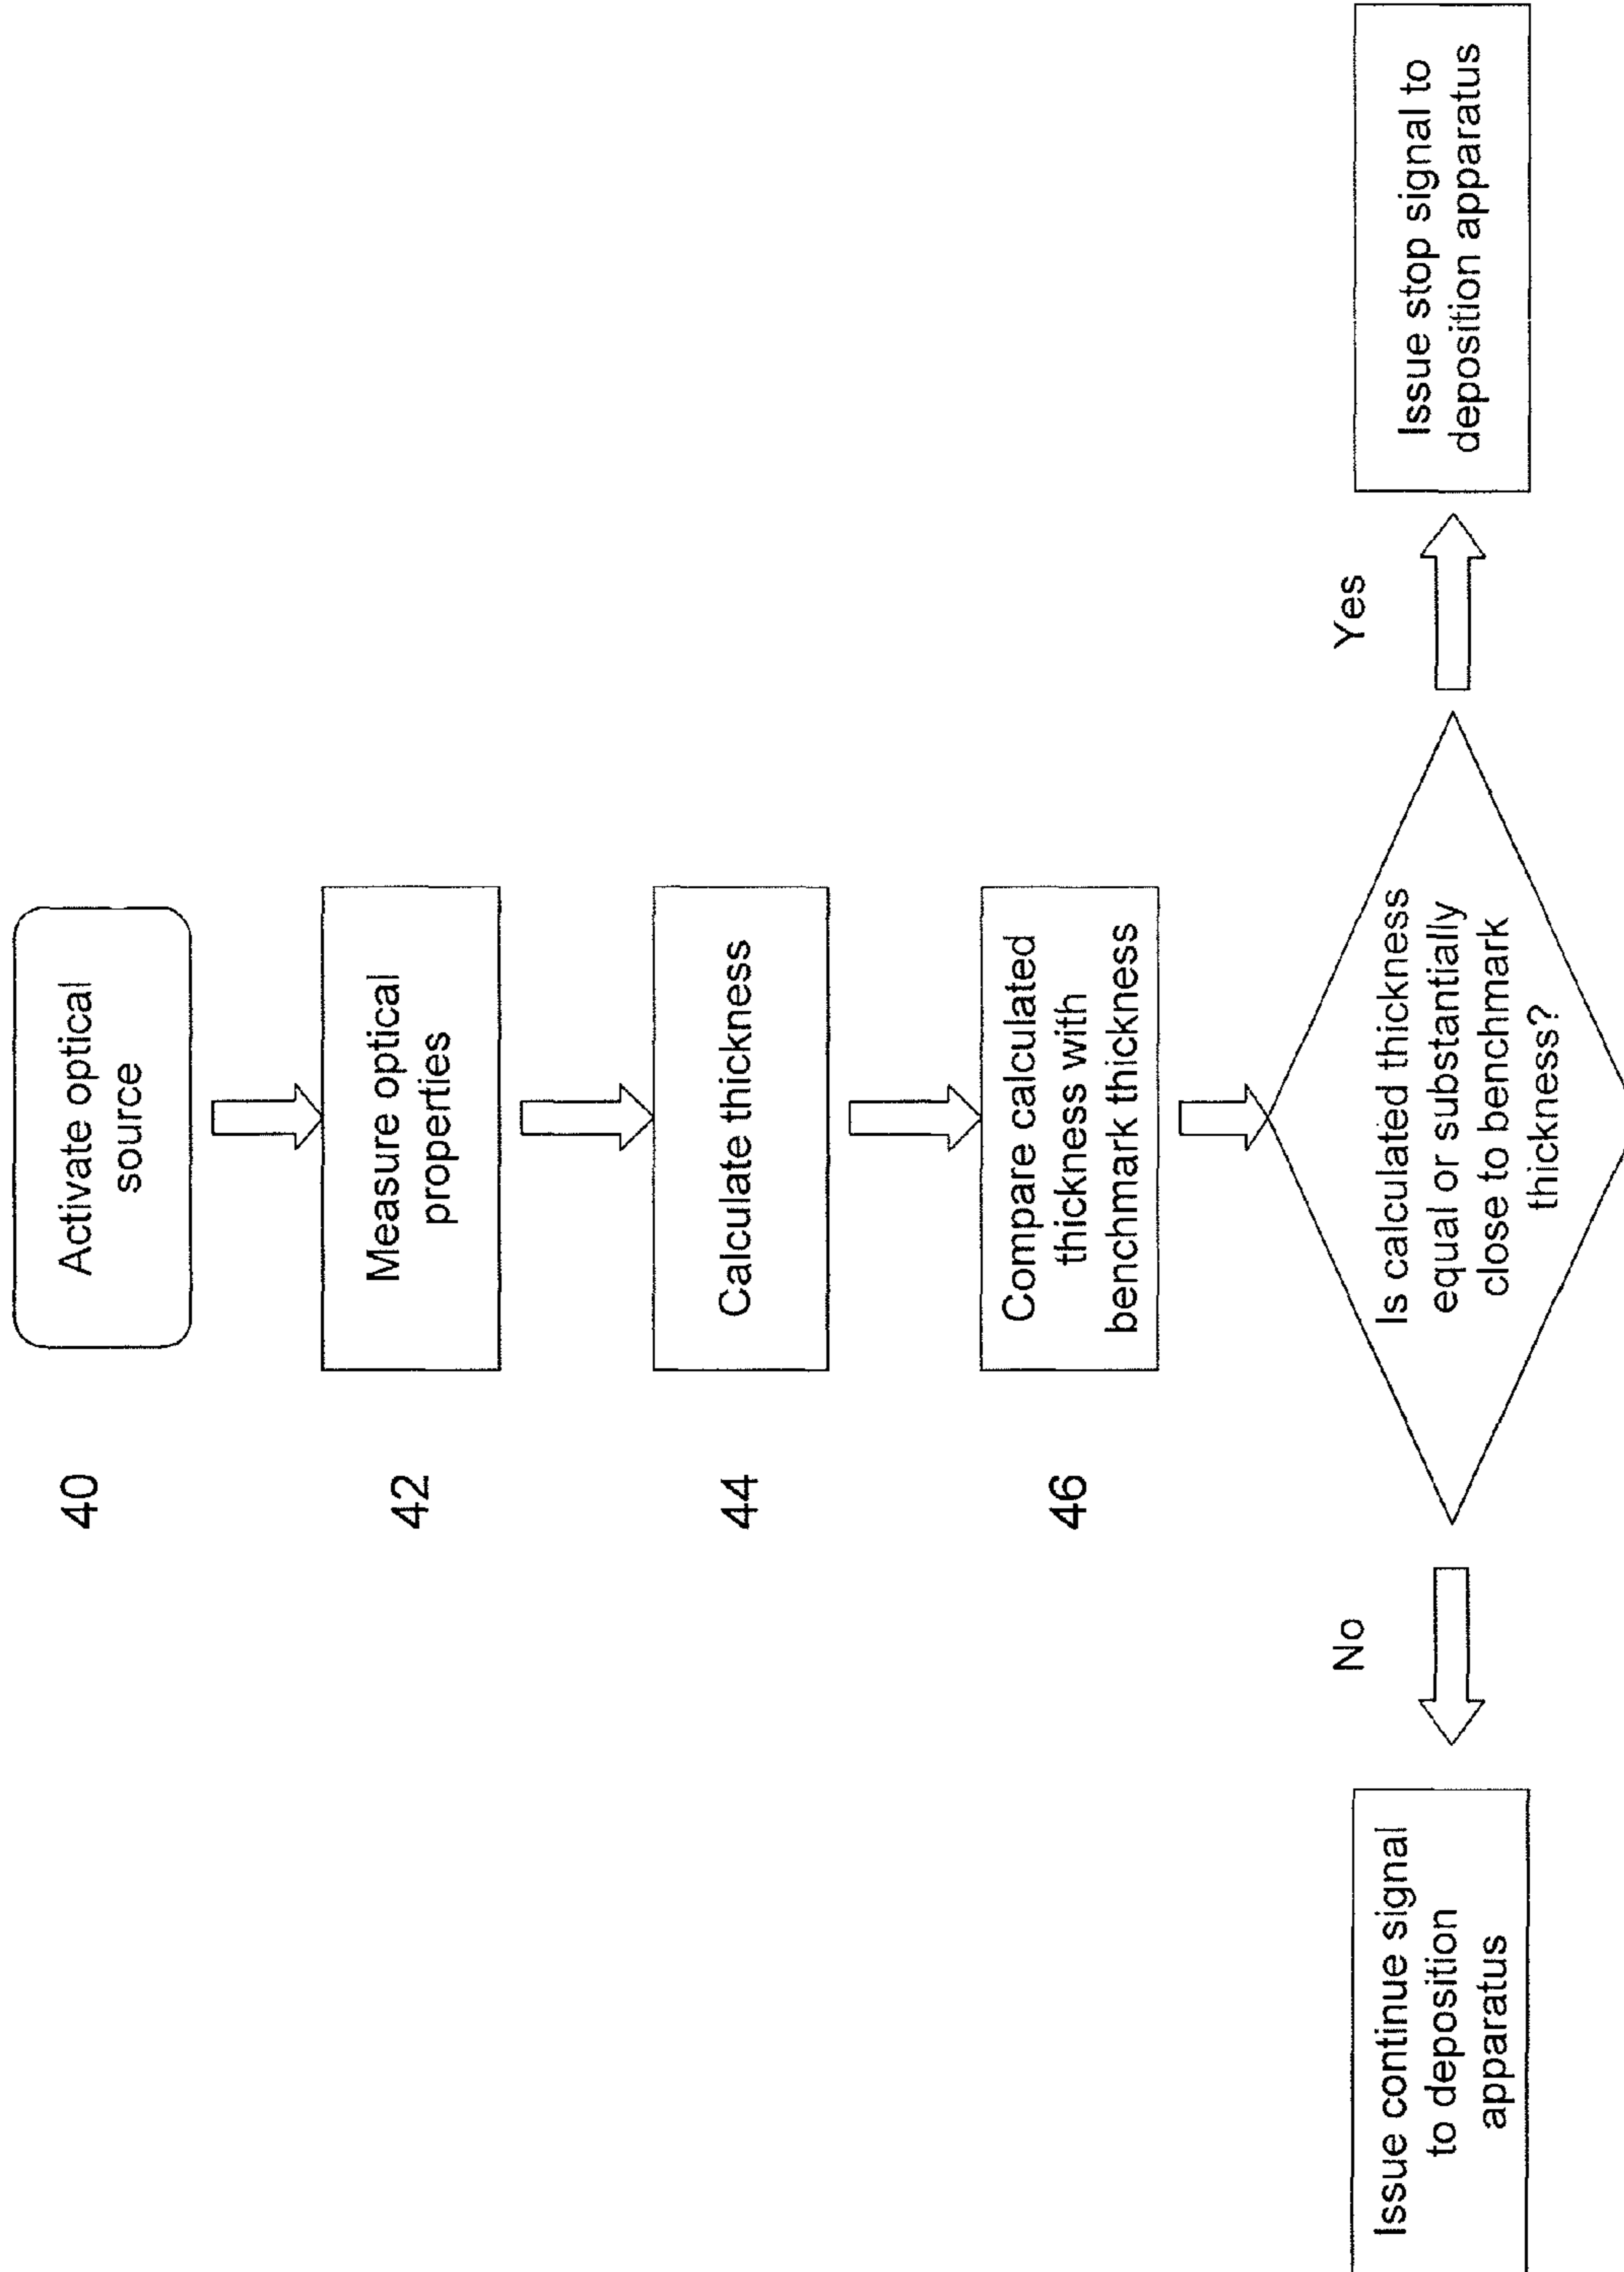 40
Activate optical
source
42
Measure optical
properties
44
Calculate thickness
46
Compare calculated
thickness with
benchmark thickness
Is calculated thickness
equal or substantially
close to benchmark
thickness?
No
Yes
Issue continue signal
to deposition
apparatus
Issue stop signal to
deposition apparatus